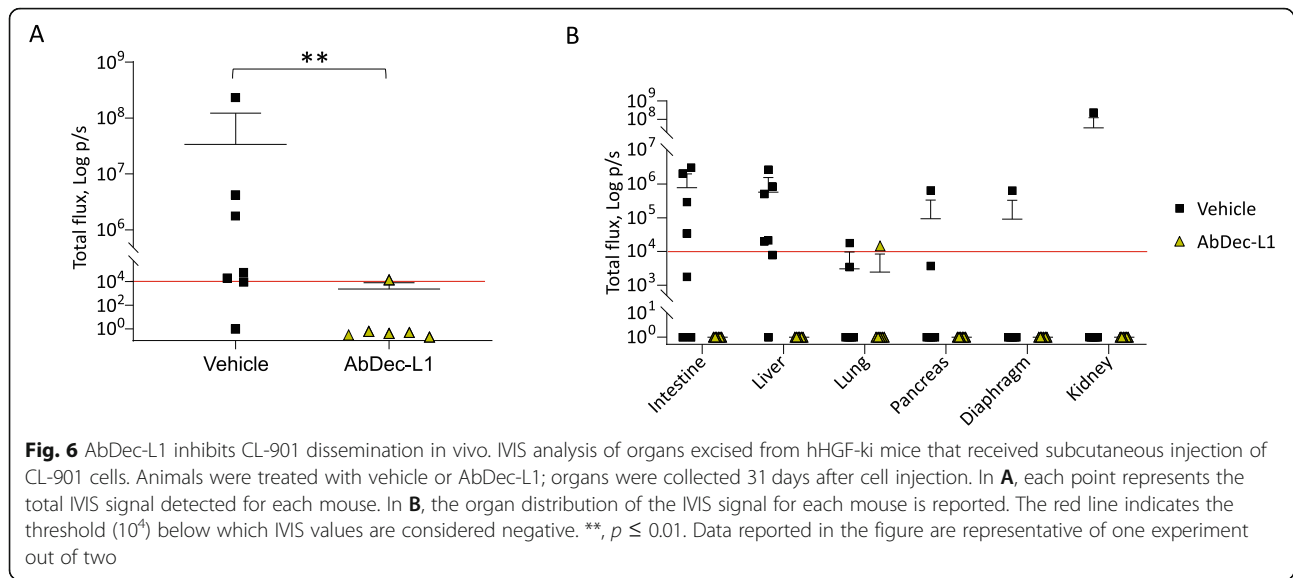 A
B
**
Total flux, Log p/s
10⁹
10⁸
10⁷
10⁶
10⁴
10²
10⁰
Vehicle
AbDec-L1
Total flux, Log p/s
10⁹
10⁸
10⁷
10⁶
10⁵
10⁴
10³
10¹
10⁰
Intestine
Liver
Lung
Pancreas
Diaphragm
Kidney
Vehicle
AbDec-L1
Fig. 6 AbDec-L1 inhibits CL-901 dissemination in vivo. IVIS analysis of organs excised from hHGF-ki mice that received subcutaneous injection of
CL-901 cells. Animals were treated with vehicle or AbDec-L1; organs were collected 31 days after cell injection. In A, each point represents the
total IVIS signal detected for each mouse. In B, the organ distribution of the IVIS signal for each mouse is reported. The red line indicates the
threshold (10⁴) below which IVIS values are considered negative. **, p ≤ 0.01. Data reported in the figure are representative of one experiment
out of two